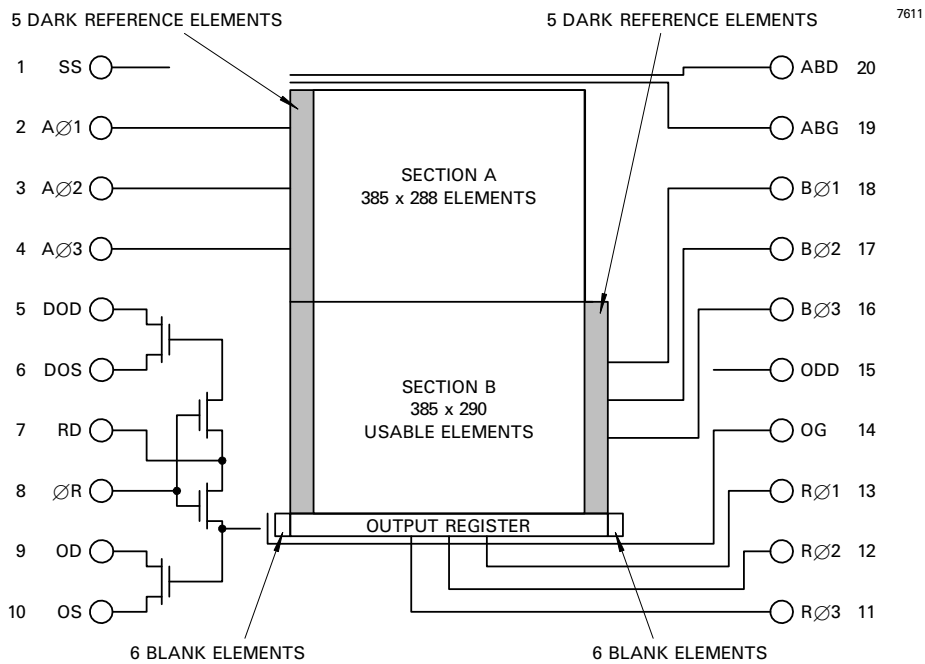 5 DARK REFERENCE ELEMENTS
5 DARK REFERENCE ELEMENTS
7611
1 SS
ABD 20
2 A∅1
ABG 19
3 A∅2
SECTION A
385 x 288 ELEMENTS
B∅1 18
4 A∅3
B∅2 17
5 DOD
B∅3 16
6 DOS
SECTION B
385 x 290
USABLE ELEMENTS
ODD 15
7 RD
OG 14
8 ∅R
R∅1 13
OUTPUT REGISTER
9 OD
R∅2 12
10 OS
R∅3 11
6 BLANK ELEMENTS
6 BLANK ELEMENTS